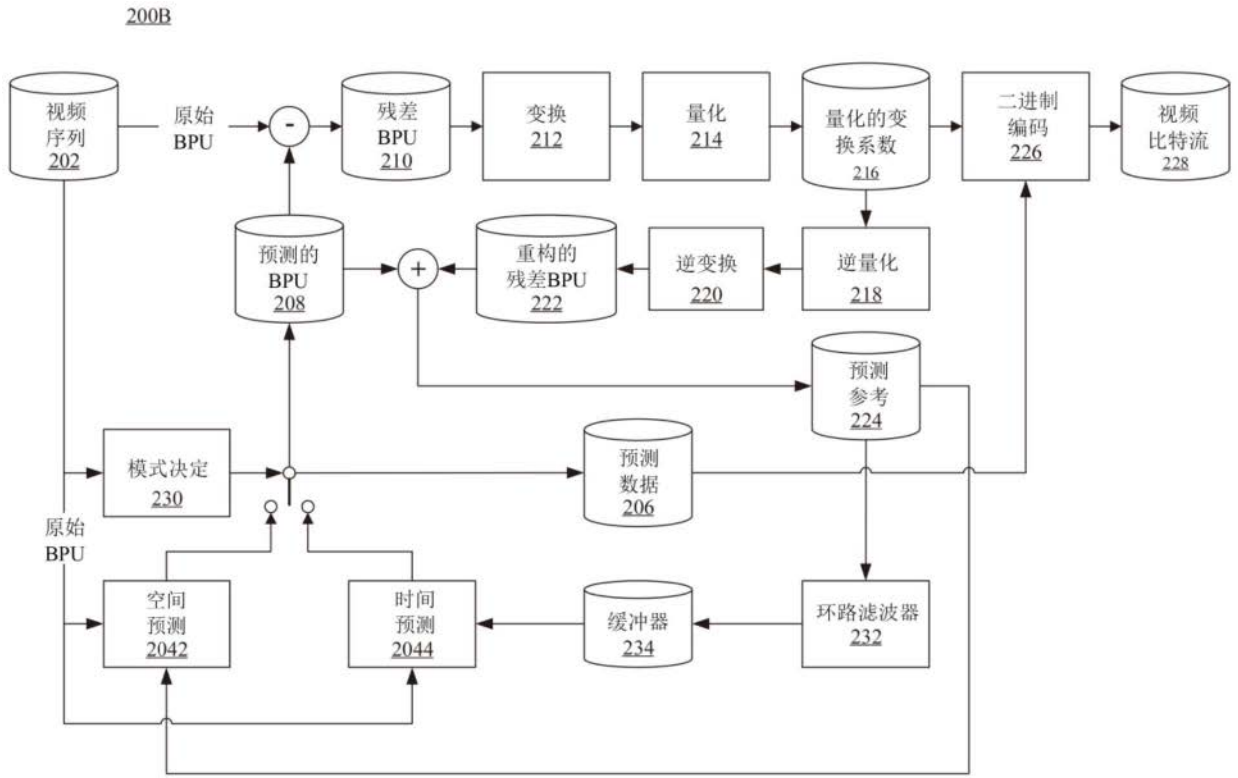 200B
视频
序列
202
原始
BPU
-
残差
BPU
210
变换
212
量化
214
量化的变
换系数
216
二进制
编码
226
视频
比特流
228
预测的
BPU
208
+
重构的
残差BPU
222
逆变换
220
逆量化
218
预测
参考
224
模式决定
230
预测
数据
206
原始
BPU
空间
预测
2042
时间
预测
2044
缓冲器
234
环路滤波器
232